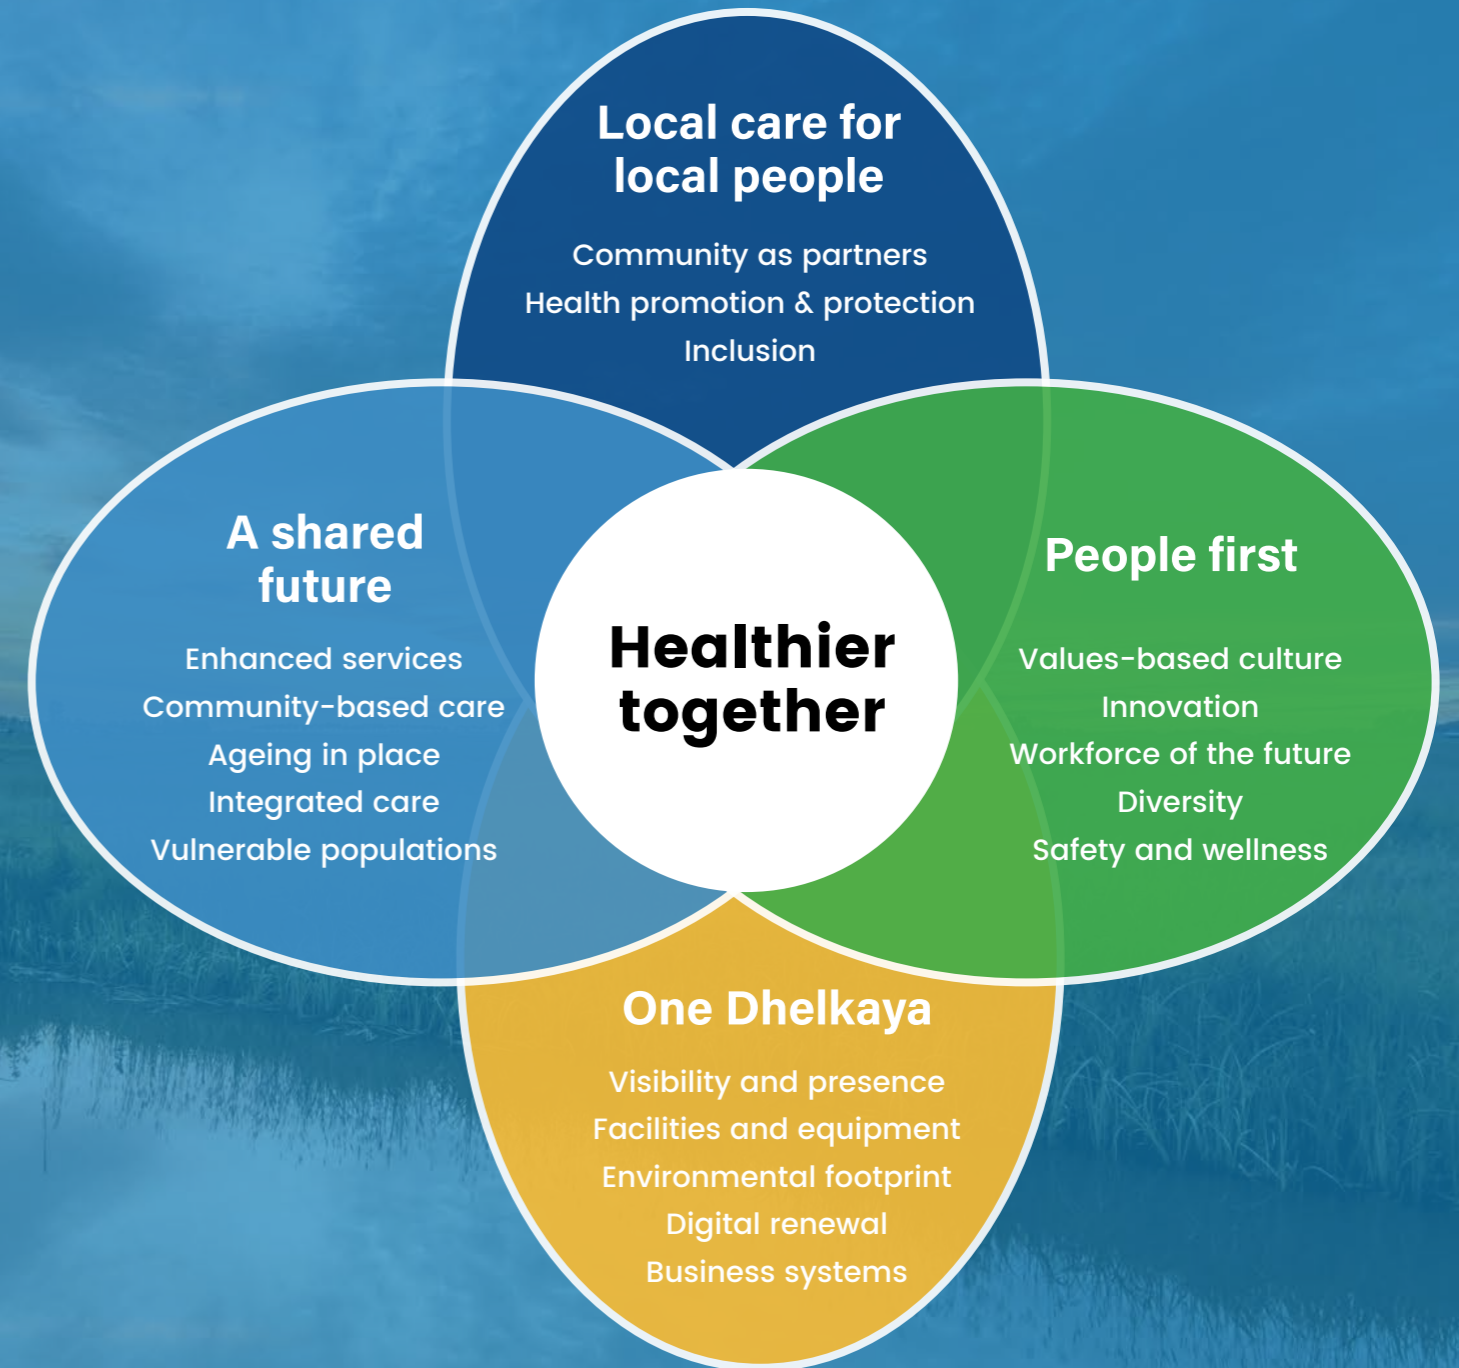 Local care for
local people
Community as partners
Health promotion & protection
Inclusion
A shared
future
Enhanced services
Community-based care
Ageing in place
Integrated care
Vulnerable populations
Healthier
together
People first
Values-based culture
Innovation
Workforce of the future
Diversity
Safety and wellness
One Dhelkaya
Visibility and presence
Facilities and equipment
Environmental footprint
Digital renewal
Business systems